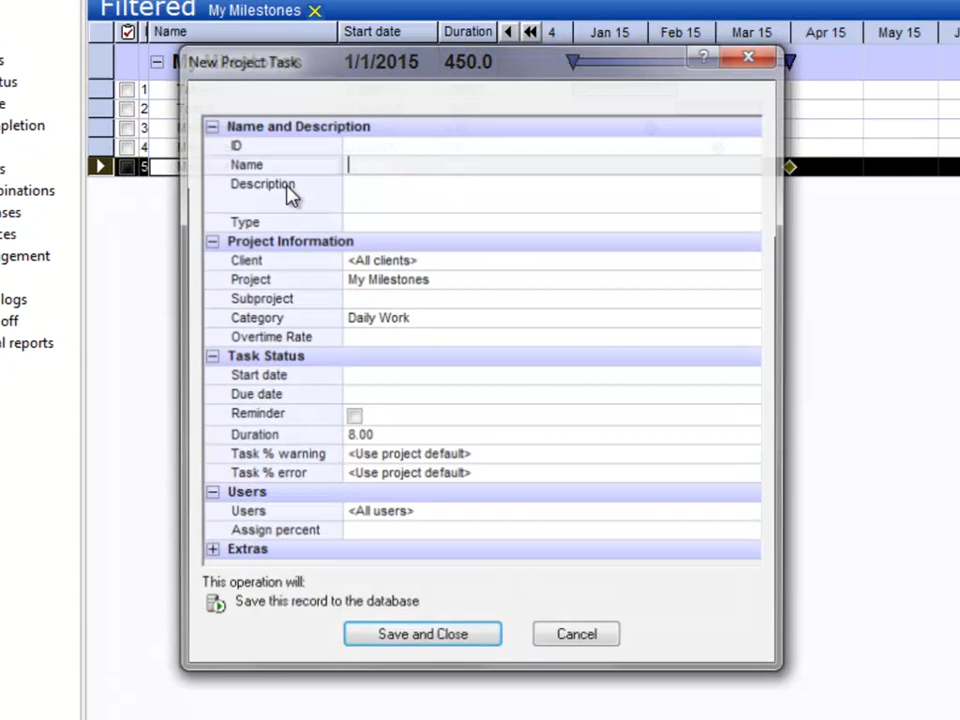 Filtered My Milestones
Name Start date Duration 4 Jan 15 Feb 15 Mar 15 Apr 15 May 15 J
New Project Task 1/1/2015 450.0
1
2
3
4
5
s
tus
e
pletion
s
pinations
ses
ces
gement
logs
off
l reports
Name and Description
ID
Name
Description
Type
Project Information
Client <All clients>
Project My Milestones
Subproject
Category Daily Work
Overtime Rate
Task Status
Start date
Due date
Reminder
Duration 8.00
Task % warning <Use project default>
Task % error <Use project default>
Users
Users <All users>
Assign percent
Extras
This operation will:
Save this record to the database
Save and Close Cancel